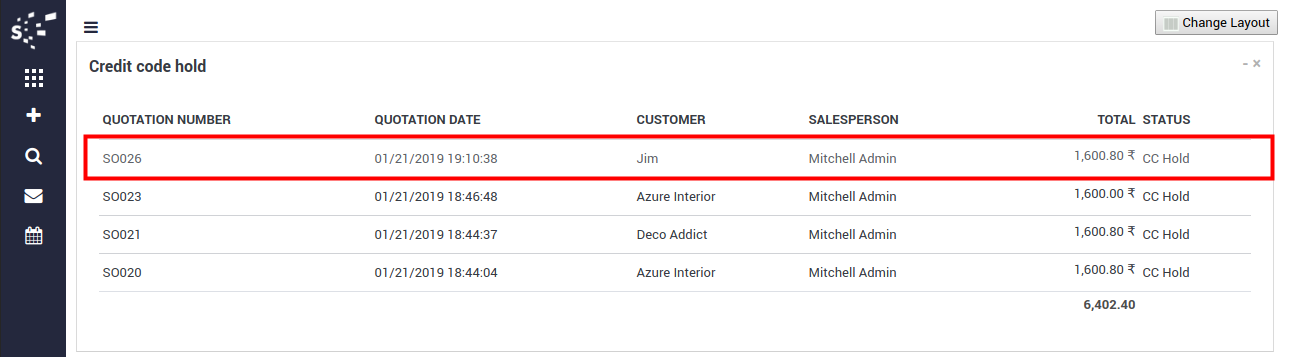 S
Change Layout
Credit code hold
QUOTATION NUMBER QUOTATION DATE CUSTOMER SALESPERSON TOTAL STATUS
SO026 01/21/2019 19:10:38 Jim Mitchell Admin 1,600.80 ₹ CC Hold
SO023 01/21/2019 18:46:48 Azure Interior Mitchell Admin 1,600.00 ₹ CC Hold
SO021 01/21/2019 18:44:37 Deco Addict Mitchell Admin 1,600.80 ₹ CC Hold
SO020 01/21/2019 18:44:04 Azure Interior Mitchell Admin 1,600.80 ₹ CC Hold
6,402.40